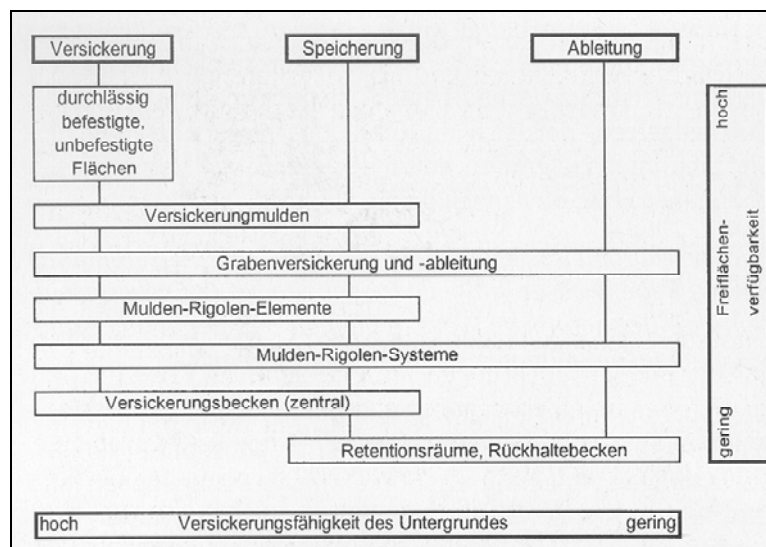 Versickerung
Speicherung
Ableitung
durchlässig
befestigte,
unbefestigte
Flächen
Versickerungmulden
Grabenversickerung und -ableitung
Mulden-Rigolen-Elemente
Mulden-Rigolen-Systeme
Versickerungsbecken (zentral)
Retentionsräume, Rückhaltebecken
hoch
Freiflächen-
verfügbarkeit
gering
hoch Versickerungsfähigkeit des Untergrundes gering